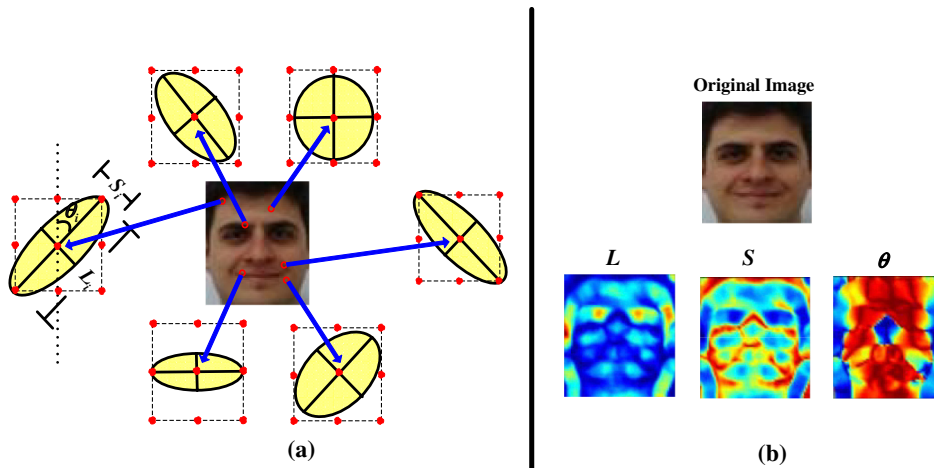 S_i
θ_i
L_i
(a)
Original Image
L S θ
(b)